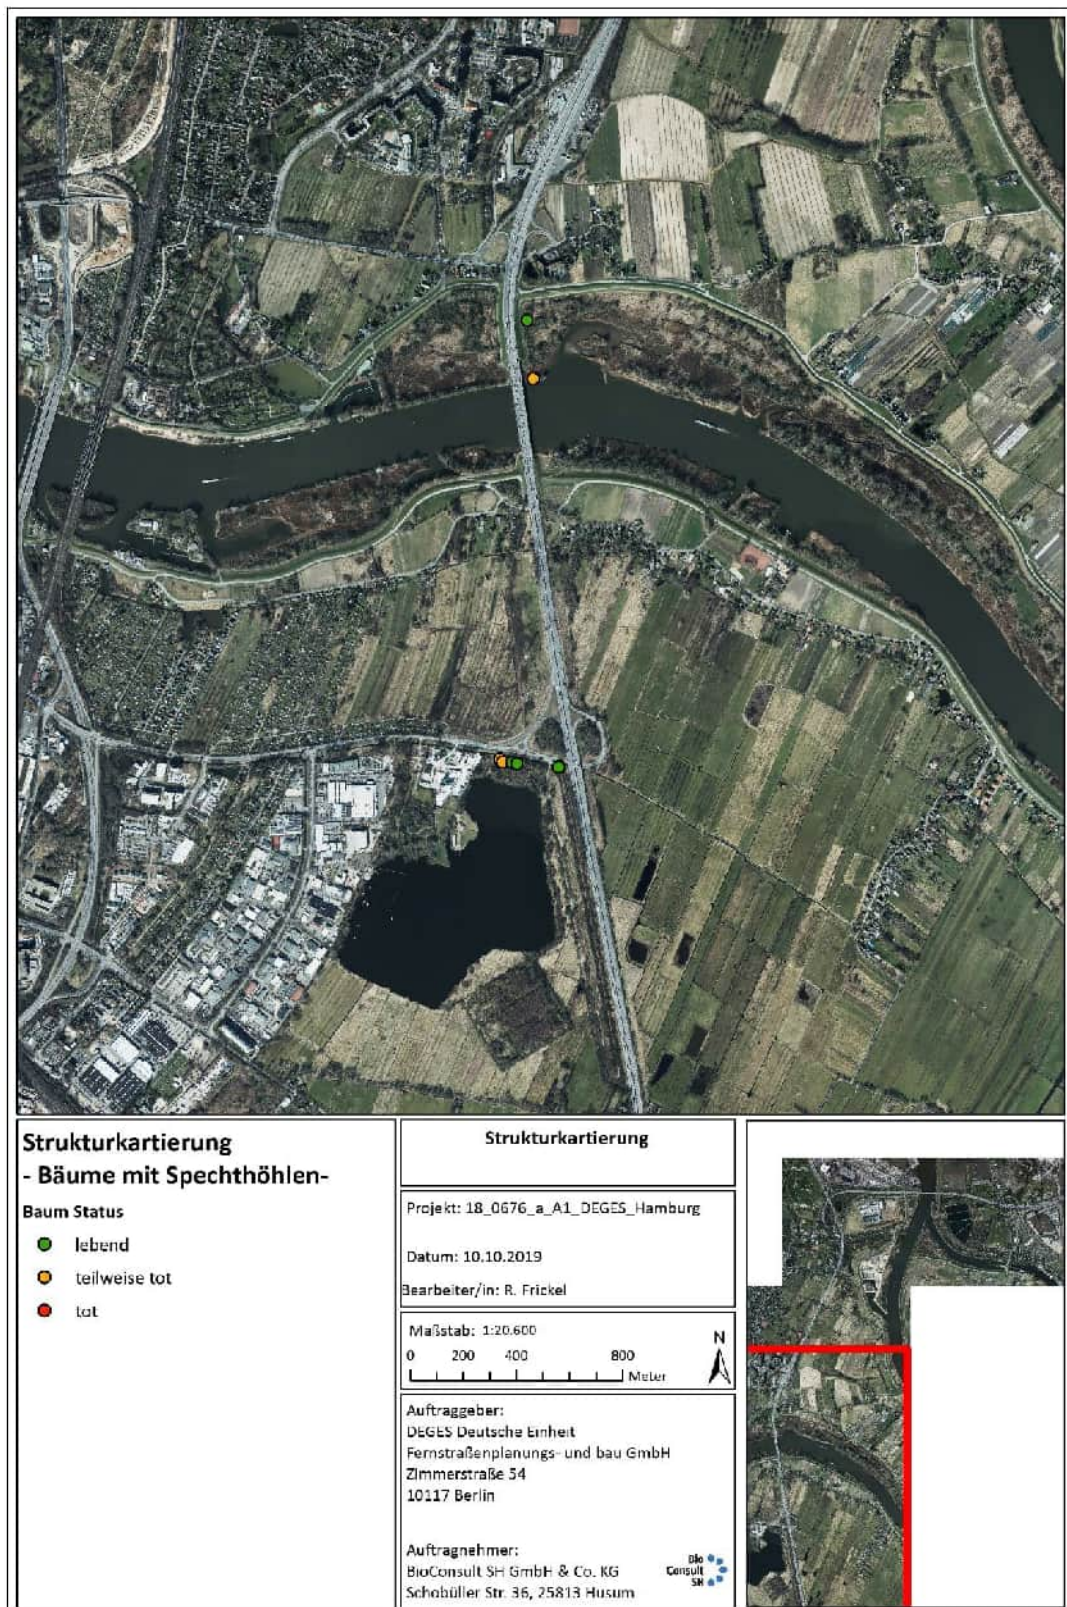 Strukturkartierung
- Bäume mit Spechthöhlen-
Baum Status
lebend
teilweise tot
tot
Strukturkartierung
Projekt: 18_0676_a_A1_DEGES_Hamburg
Datum: 10.10.2019
Bearbeiter/in: R. Frickel
Maßstab: 1:20.600
N
0 200 400 800
Meter
Auftraggeber:
DEGES Deutsche Einheit
Fernstraßenplanungs- und bau GmbH
Zimmerstraße 54
10117 Berlin
Auftragnehmer:
BioConsult SH GmbH & Co. KG
Schobüller Str. 36, 25813 Husum
Bio
Consult
SH